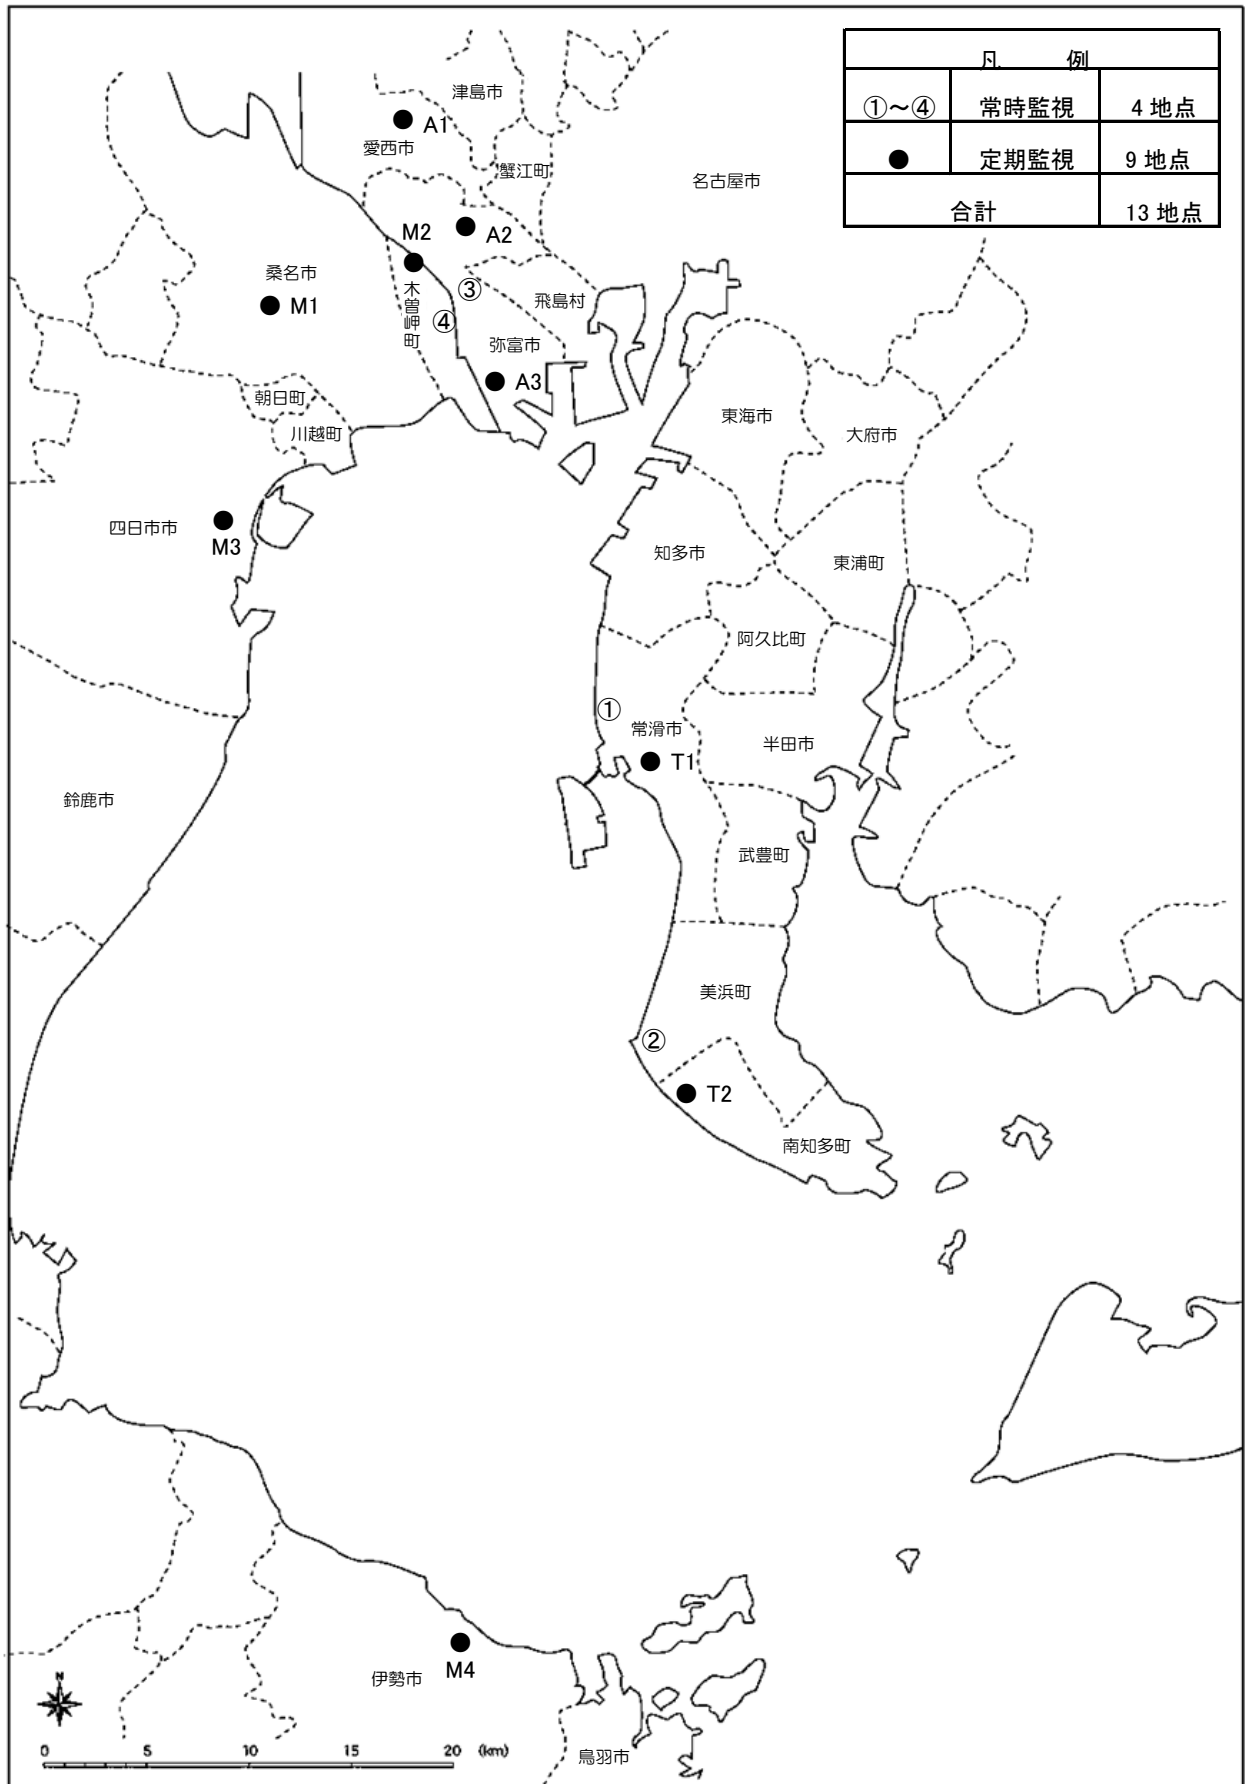 凡 例
①～④ 常時監視 4 地点
● 定期監視 9 地点
合計 13 地点
津島市
A1
愛西市
蟹江町
名古屋市
M2
A2
桑名市
M1
木曽岬町
③
④
飛島村
弥富市
A3
朝日町
川越町
東海市
大府市
四日市市
M3
知多市
東浦町
阿久比町
①
常滑市
T1
半田市
鈴鹿市
武豊町
美浜町
②
T2
南知多町
伊勢市
M4
鳥羽市
N
0 5 10 15 20 (km)